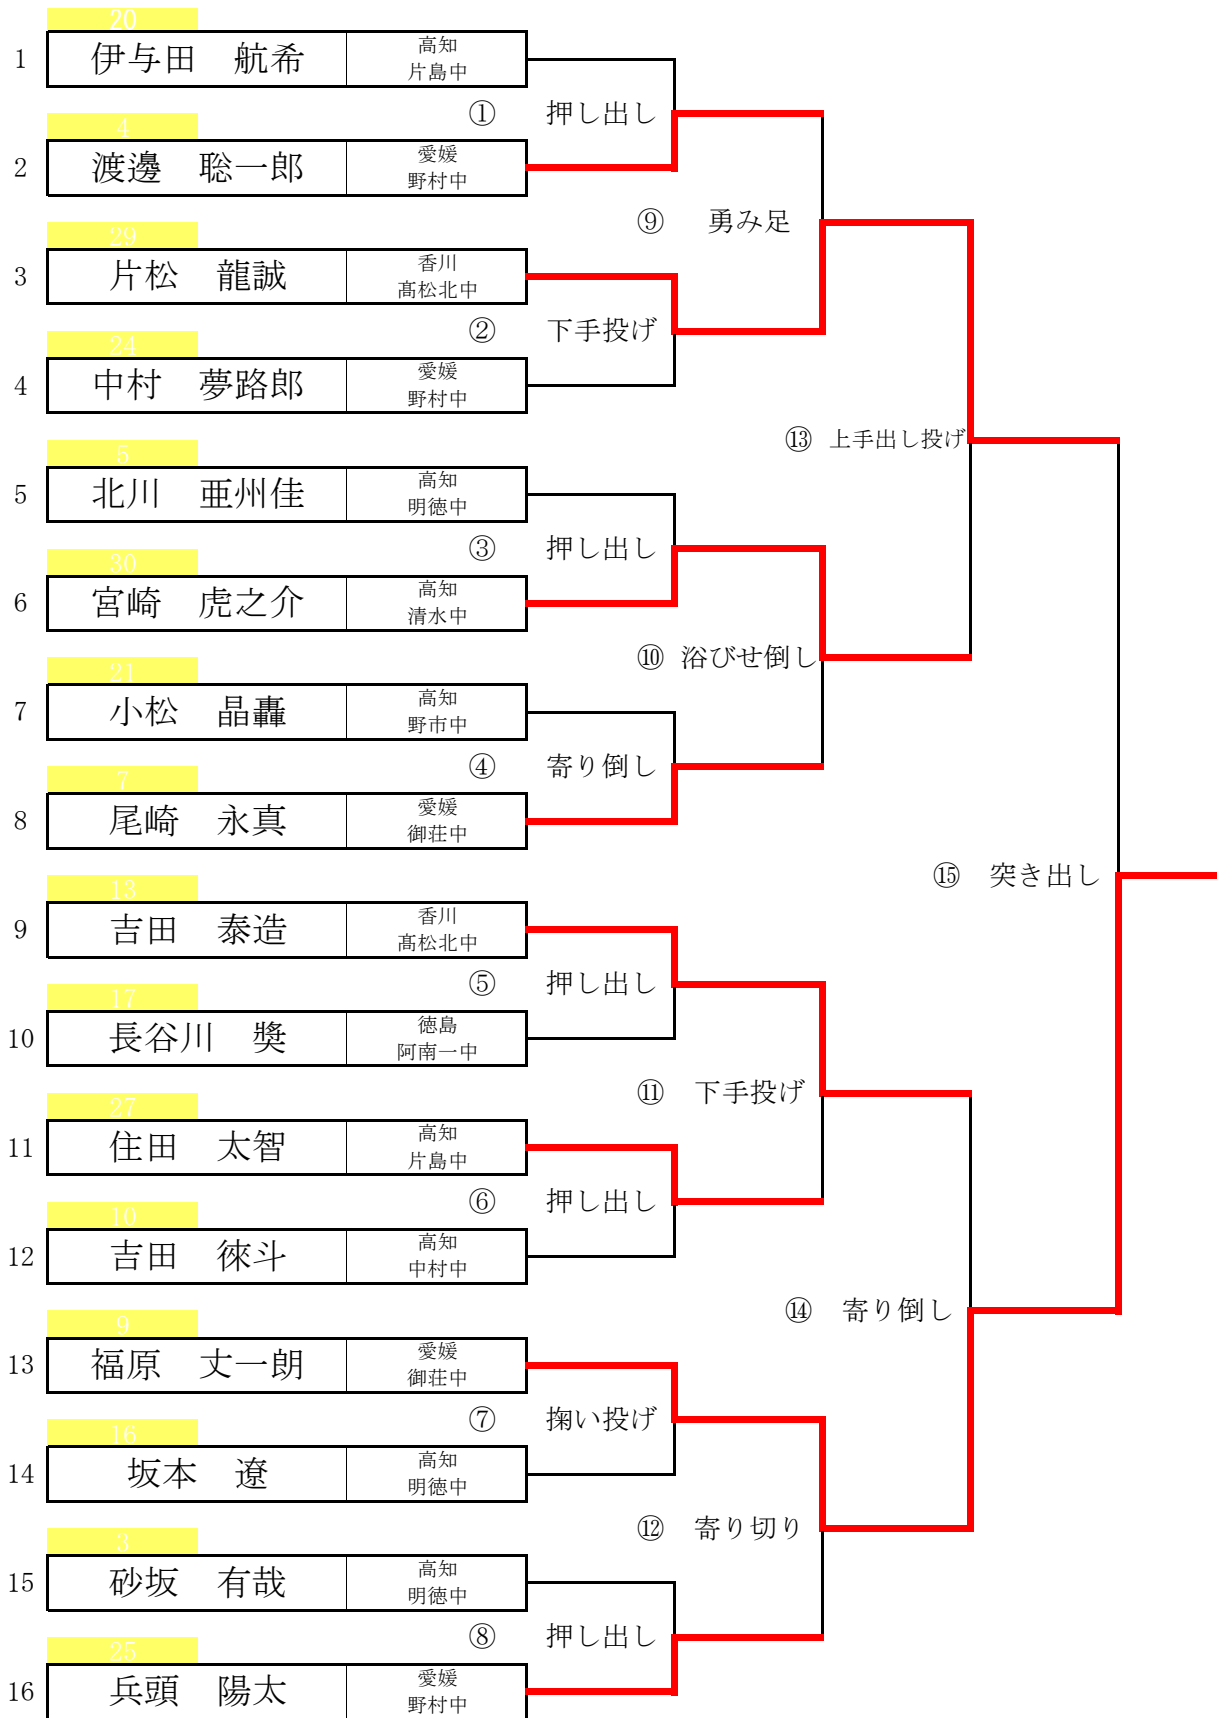 20
1 伊与田 航希 高知
片島中
① 押し出し
4
2 渡邊 聡一郎 愛媛
野村中
⑨ 勇み足
29
3 片松 龍誠 香川
髙松北中
② 下手投げ
24
4 中村 夢路郎 愛媛
野村中
⑬ 上手出し投げ
5
5 北川 亜州佳 高知
明徳中
③ 押し出し
30
6 宮崎 虎之介 高知
清水中
⑩ 浴びせ倒し
21
7 小松 晶轟 高知
野市中
④ 寄り倒し
7
8 尾崎 永真 愛媛
御荘中
⑮ 突き出し
13
9 吉田 泰造 香川
髙松北中
⑤ 押し出し
17
10 長谷川 奨 徳島
阿南一中
⑪ 下手投げ
27
11 住田 太智 高知
片島中
⑥ 押し出し
10
12 吉田 徠斗 高知
中村中
⑭ 寄り倒し
9
13 福原 丈一朗 愛媛
御荘中
⑦ 掬い投げ
16
14 坂本 遼 高知
明徳中
⑫ 寄り切り
3
15 砂坂 有哉 高知
明徳中
⑧ 押し出し
25
16 兵頭 陽太 愛媛
野村中